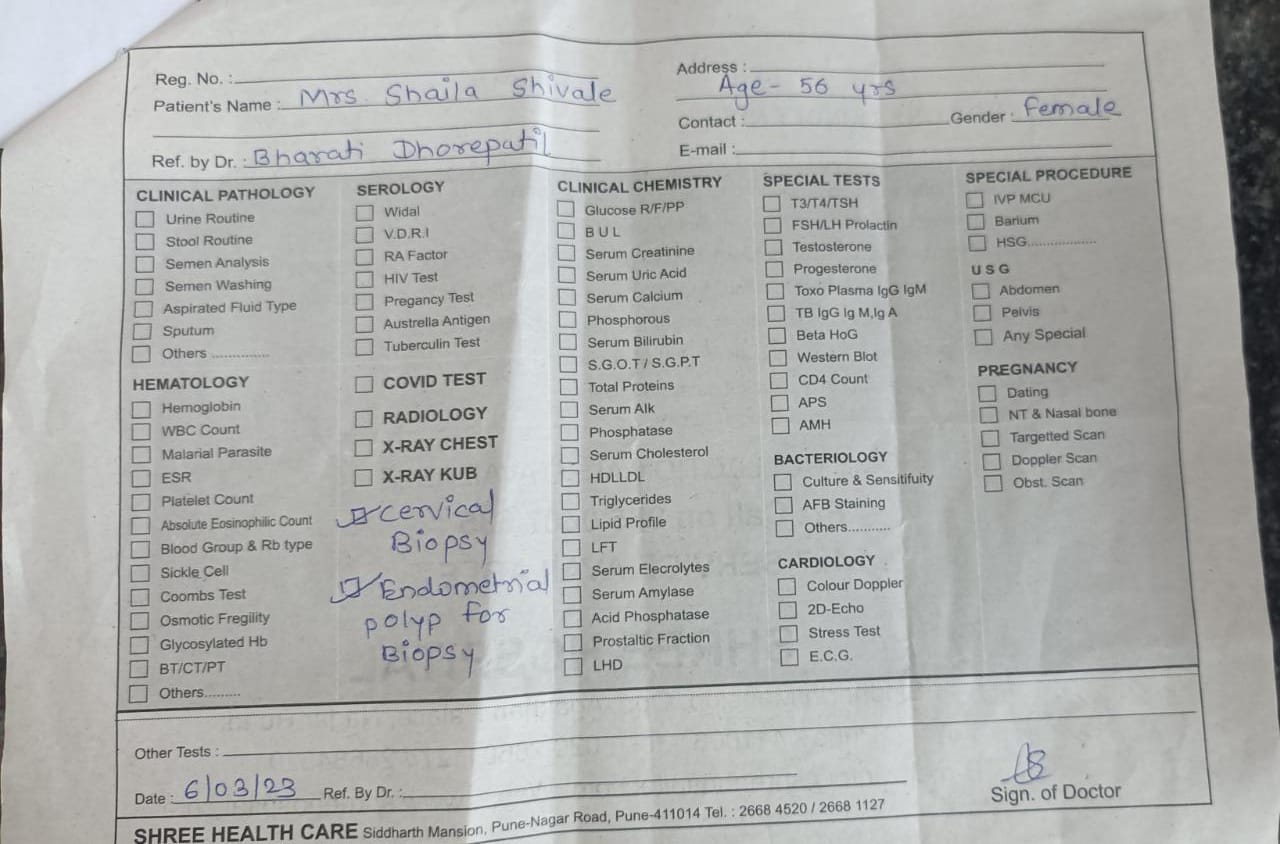 Reg. No. :
Patient's Name : Mrs. Shaila Shivale
Ref. by Dr. : Bharati Dhorepatil
Address :
Age - 56 yrs
Contact :
Gender : Female
E-mail :
CLINICAL PATHOLOGY
Urine Routine
Stool Routine
Semen Analysis
Semen Washing
Aspirated Fluid Type
Sputum
Others ..............
HEMATOLOGY
Hemoglobin
WBC Count
Malarial Parasite
ESR
Platelet Count
Absolute Eosinophilic Count
Blood Group & Rb type
Sickle Cell
Coombs Test
Osmotic Fregility
Glycosylated Hb
BT/CT/PT
Others.........
SEROLOGY
Widal
V.D.R.I
RA Factor
HIV Test
Pregancy Test
Austrella Antigen
Tuberculin Test
COVID TEST
RADIOLOGY
X-RAY CHEST
X-RAY KUB
Cervical
Biopsy
Endometrial
polyp for
Biopsy
CLINICAL CHEMISTRY
Glucose R/F/PP
B U L
Serum Creatinine
Serum Uric Acid
Serum Calcium
Phosphorous
Serum Bilirubin
S.G.O.T / S.G.P.T
Total Proteins
Serum Alk
Phosphatase
Serum Cholesterol
HDLLDL
Triglycerides
Lipid Profile
LFT
Serum Elecrolytes
Serum Amylase
Acid Phosphatase
Prostaltic Fraction
LHD
SPECIAL TESTS
T3/T4/TSH
FSH/LH Prolactin
Testosterone
Progesterone
Toxo Plasma IgG IgM
TB IgG Ig M,Ig A
Beta HoG
Western Blot
CD4 Count
APS
AMH
BACTERIOLOGY
Culture & Sensitifuity
AFB Staining
Others...........
CARDIOLOGY
Colour Doppler
2D-Echo
Stress Test
E.C.G.
SPECIAL PROCEDURE
IVP MCU
Barium
HSG..................
U S G
Abdomen
Pelvis
Any Special
PREGNANCY
Dating
NT & Nasal bone
Targetted Scan
Doppler Scan
Obst. Scan
Other Tests :
Date : 6/03/23 Ref. By Dr. :
Sign. of Doctor
SHREE HEALTH CARE Siddharth Mansion, Pune-Nagar Road, Pune-411014 Tel. : 2668 4520 / 2668 1127